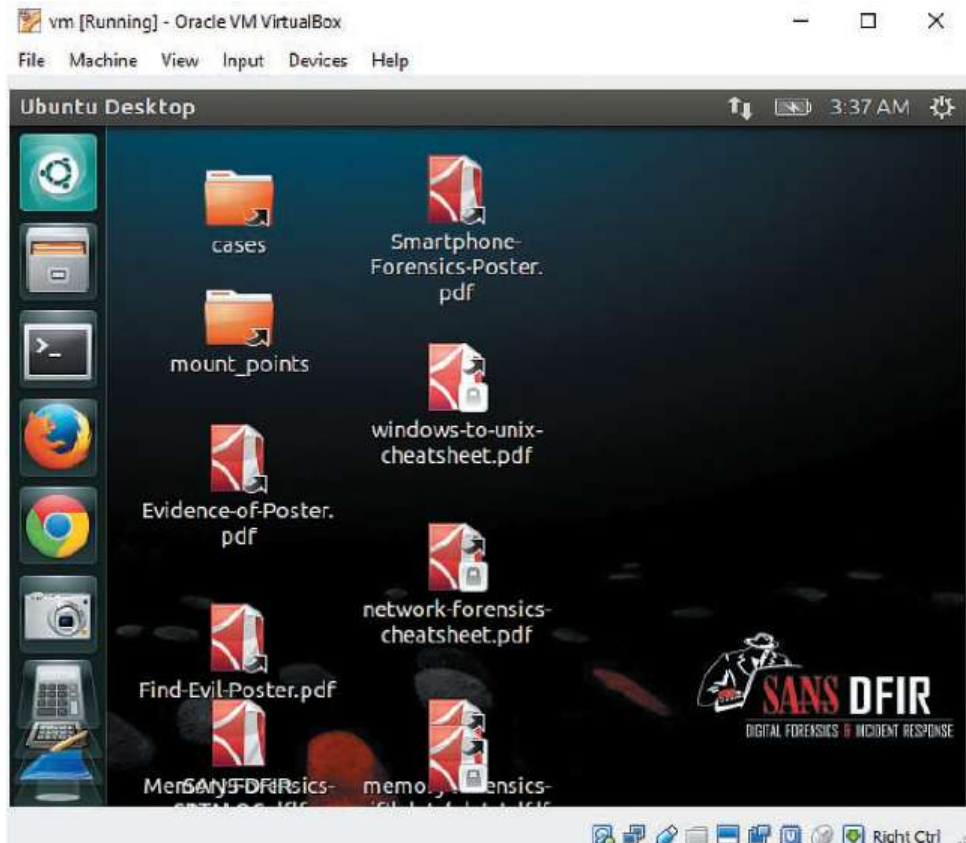 vm [Running] - Oracle VM VirtualBox
File Machine View Input Devices Help
Ubuntu Desktop 3:37 AM
cases
mount_points
Evidence-of-Poster.
pdf
Find-Evil-Poster.pdf
Smartphone-
Forensics-Poster.
pdf
windows-to-unix-
cheatsheet.pdf
network-forensics-
cheatsheet.pdf
SANS DFIR
DIGITAL FORENSICS & INCIDENT RESPONSE
Right Ctrl